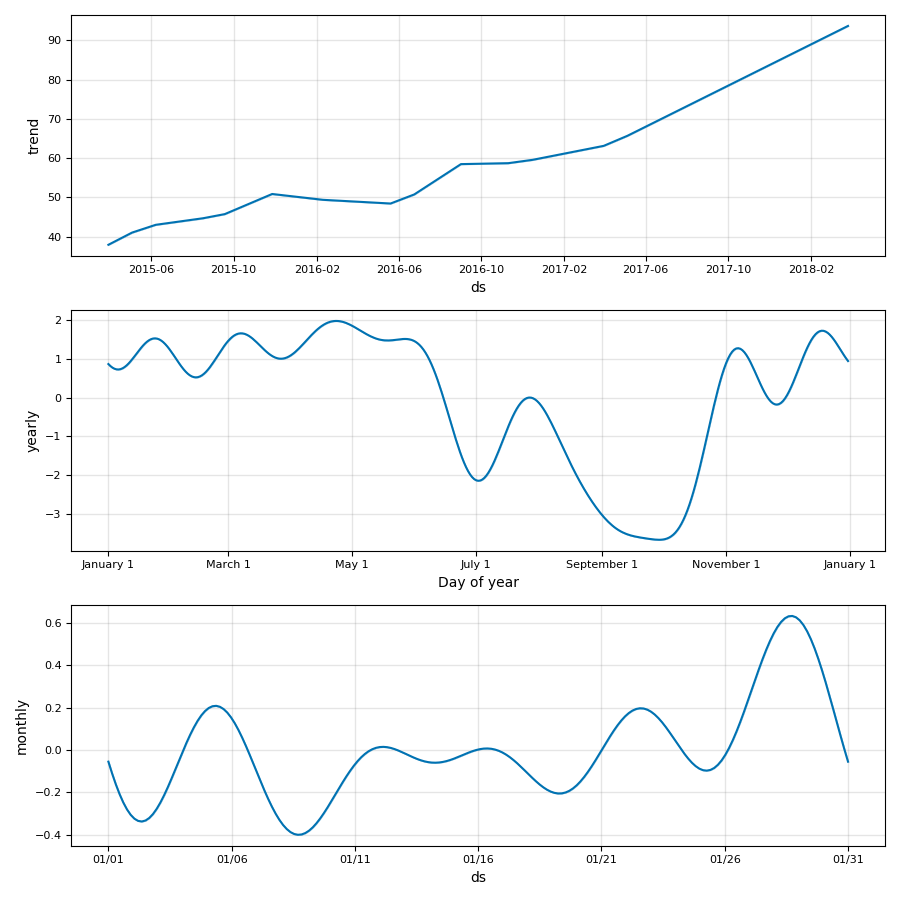 90
80
70
60
50
40
trend
2015-06 2015-10 2016-02 2016-06 2016-10 2017-02 2017-06 2017-10 2018-02
ds
2
1
0
−1
−2
−3
yearly
January 1 March 1 May 1 July 1 September 1 November 1 January 1
Day of year
0.6
0.4
0.2
0.0
−0.2
−0.4
monthly
01/01 01/06 01/11 01/16 01/21 01/26 01/31
ds